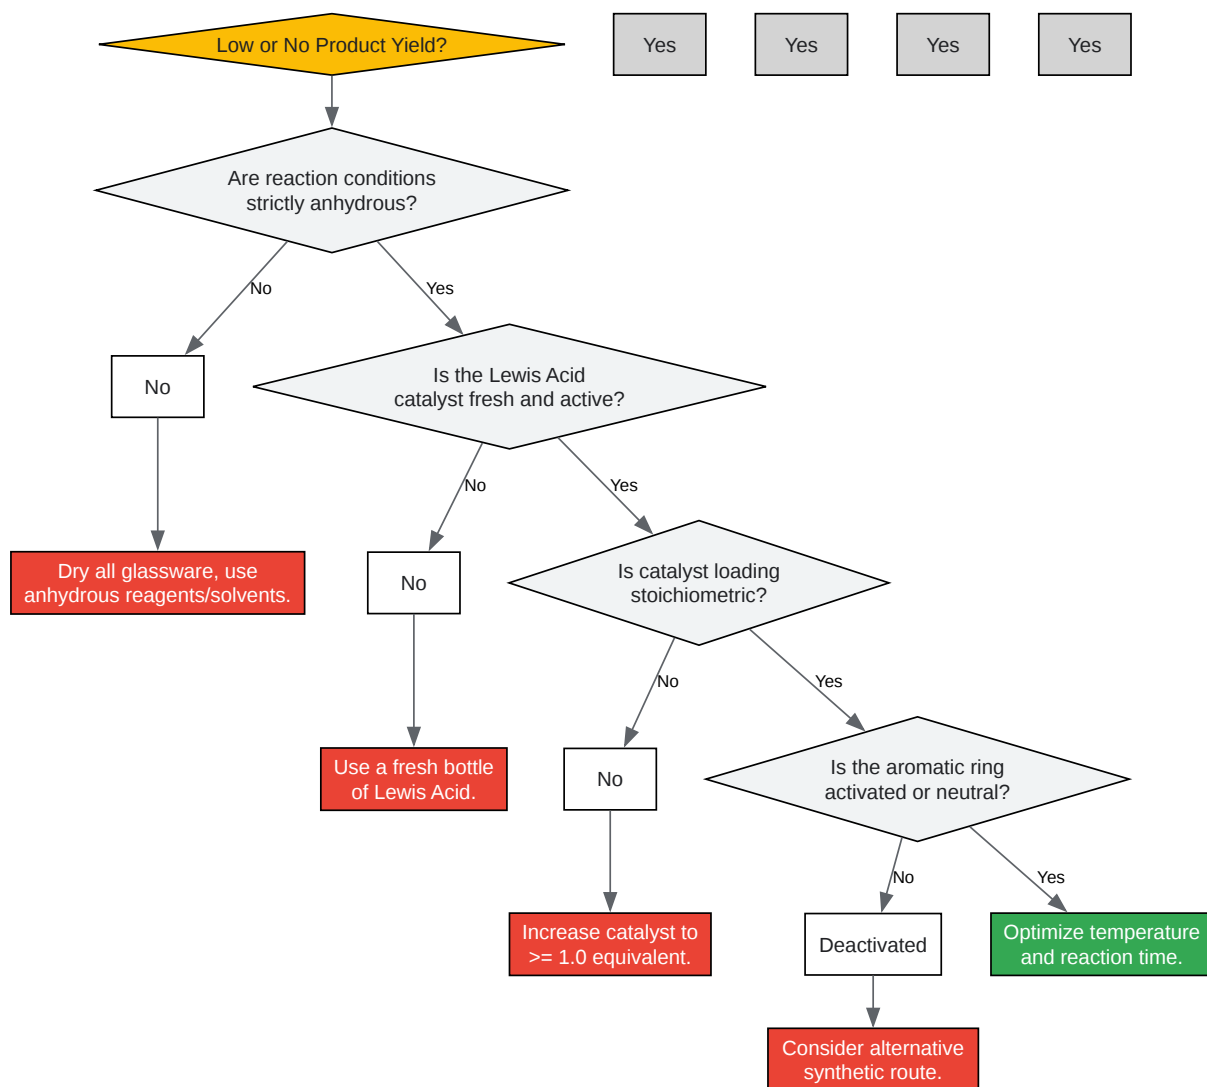 Low or No Product Yield?
Yes
Yes
Yes
Yes
Are reaction conditions
strictly anhydrous?
No
Yes
No
Is the Lewis Acid
catalyst fresh and active?
No
Yes
Dry all glassware, use
anhydrous reagents/solvents.
No
Is catalyst loading
stoichiometric?
No
Yes
Use a fresh bottle
of Lewis Acid.
No
Is the aromatic ring
activated or neutral?
No
Yes
Increase catalyst to
>= 1.0 equivalent.
Deactivated
Optimize temperature
and reaction time.
Consider alternative
synthetic route.